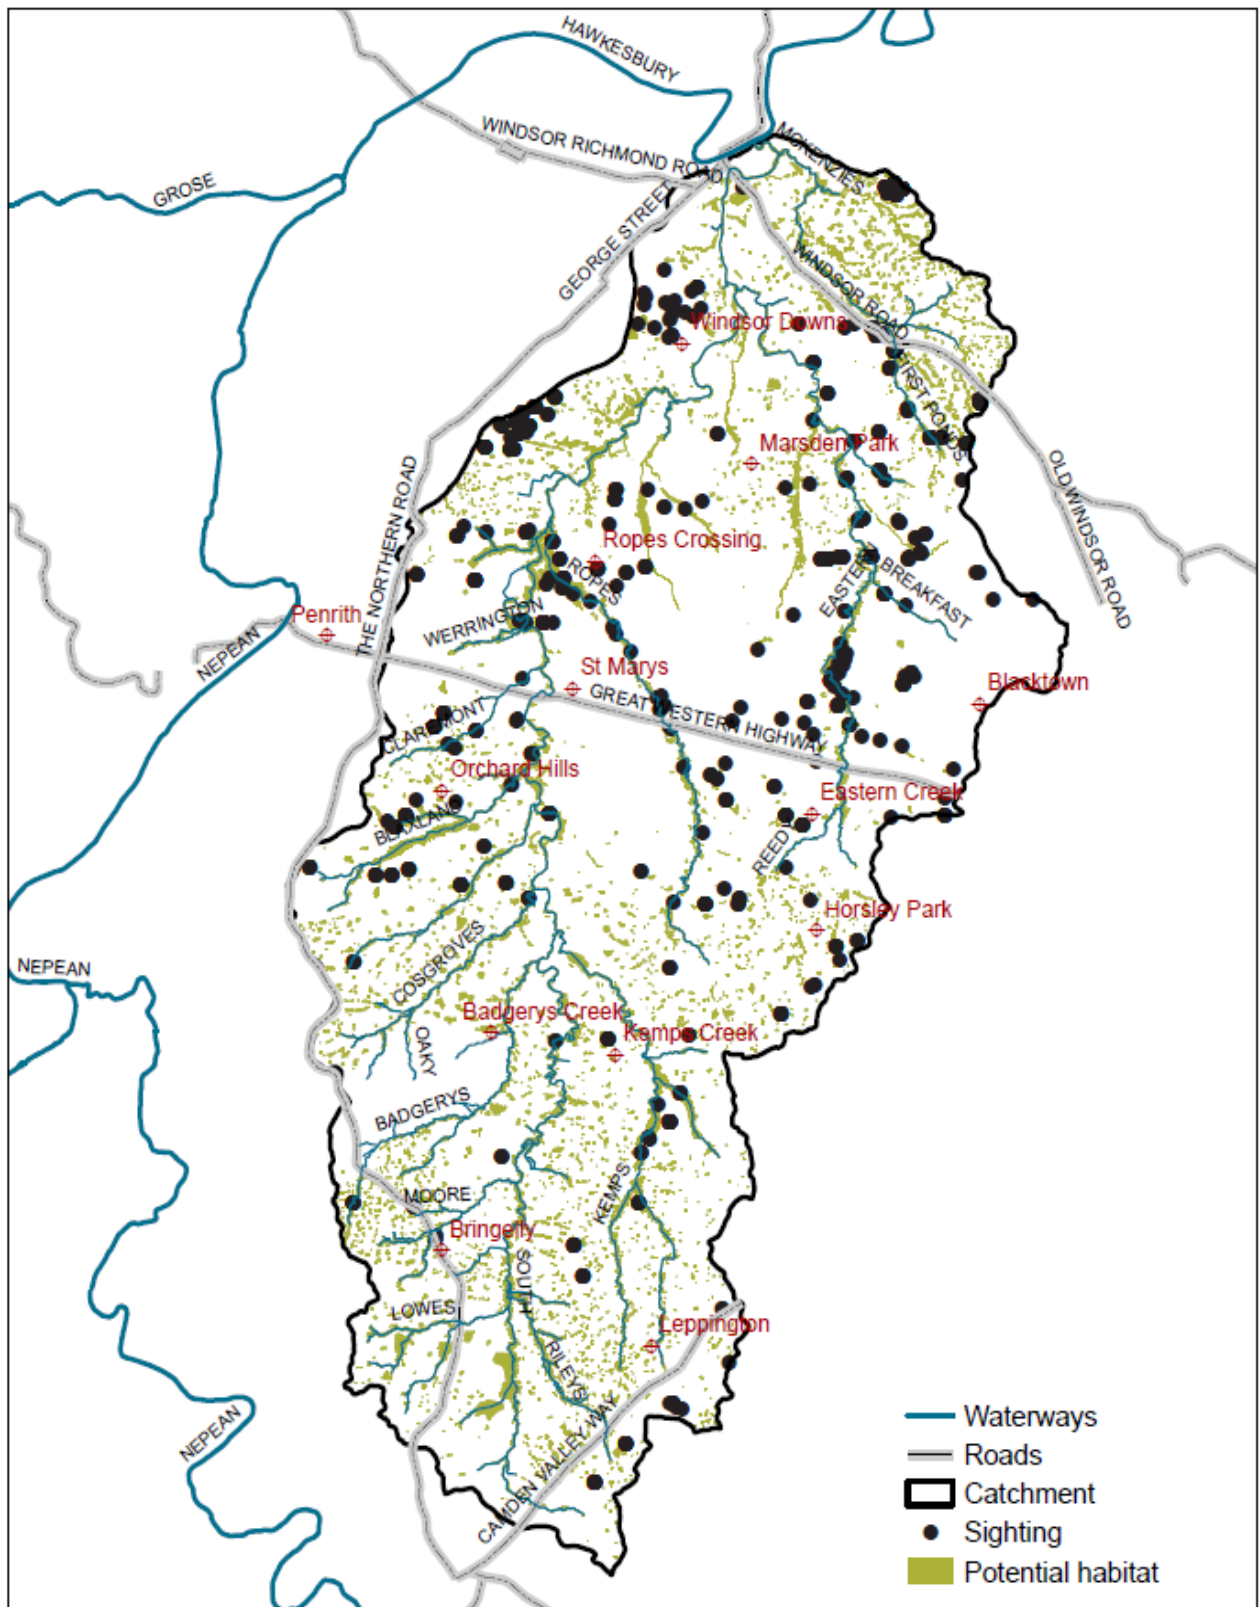 HAWKESBURY
WINDSOR RICHMOND ROAD
MCKENZIES
GROSE
GEORGE STREET
WINDSOR ROAD
Windsor Downs
FIRST PONDS
Marsden Park
OLD WINDSOR ROAD
THE NORTHERN ROAD
Ropes Crossing
ROPES
EASTERN
BREAKFAST
Penrith
WERRINGTON
NEPEAN
St Marys
Blacktown
GREAT WESTERN HIGHWAY
CLAREMONT
Orchard Hills
Eastern Creek
BLAXLAND
REEDY
Horsley Park
NEPEAN
COSGROVES
Badgerys Creek
Kemps Creek
OAKY
BADGERYS
KEMPS
MOORE
Bringelly
SOUTH
LOWES
Leppington
RILEYS
NEPEAN
CAMDEN VALLEY WAY
Waterways
Roads
Catchment
Sighting
Potential habitat